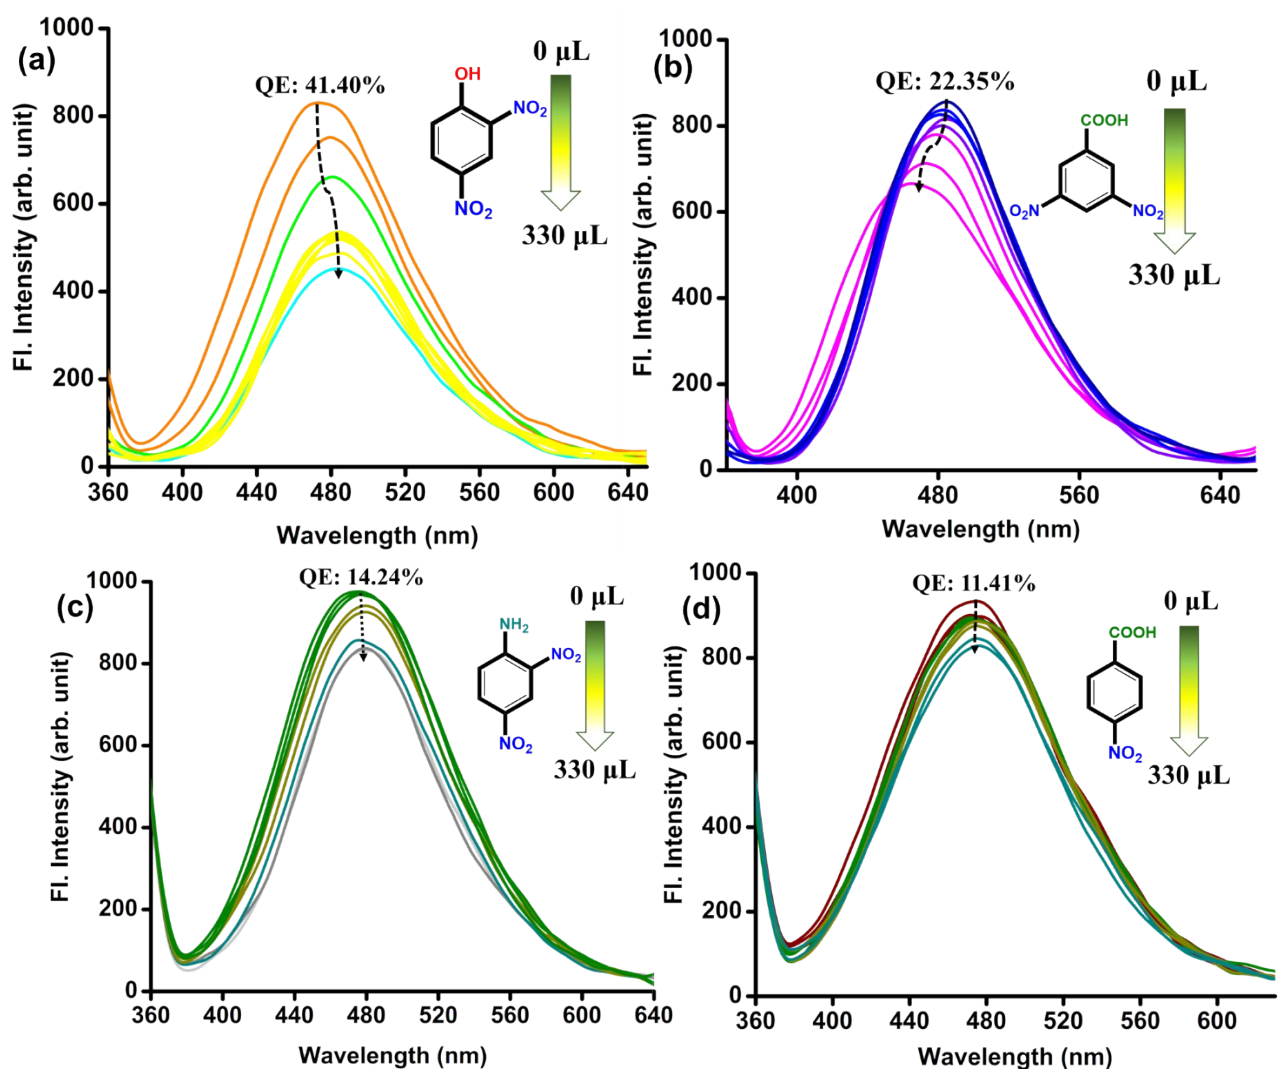 (a)
QE: 41.40%
OH
NO2
NO2
0 µL
330 µL
1000
800
600
400
200
0
360 400 440 480 520 560 600 640
Fl. Intensity (arb. unit)
Wavelength (nm)
(b)
QE: 22.35%
COOH
O2N
NO2
0 µL
330 µL
1000
800
600
400
200
0
400 480 560 640
Fl. Intensity (arb. unit)
Wavelength (nm)
(c)
QE: 14.24%
NH2
NO2
NO2
0 µL
330 µL
1000
800
600
400
200
0
360 400 440 480 520 560 600 640
Fl. Intensity (arb. unit)
Wavelength (nm)
(d)
QE: 11.41%
COOH
NO2
0 µL
330 µL
1000
800
600
400
200
0
360 400 440 480 520 560 600
Fl. Intensity (arb. unit)
Wavelength (nm)